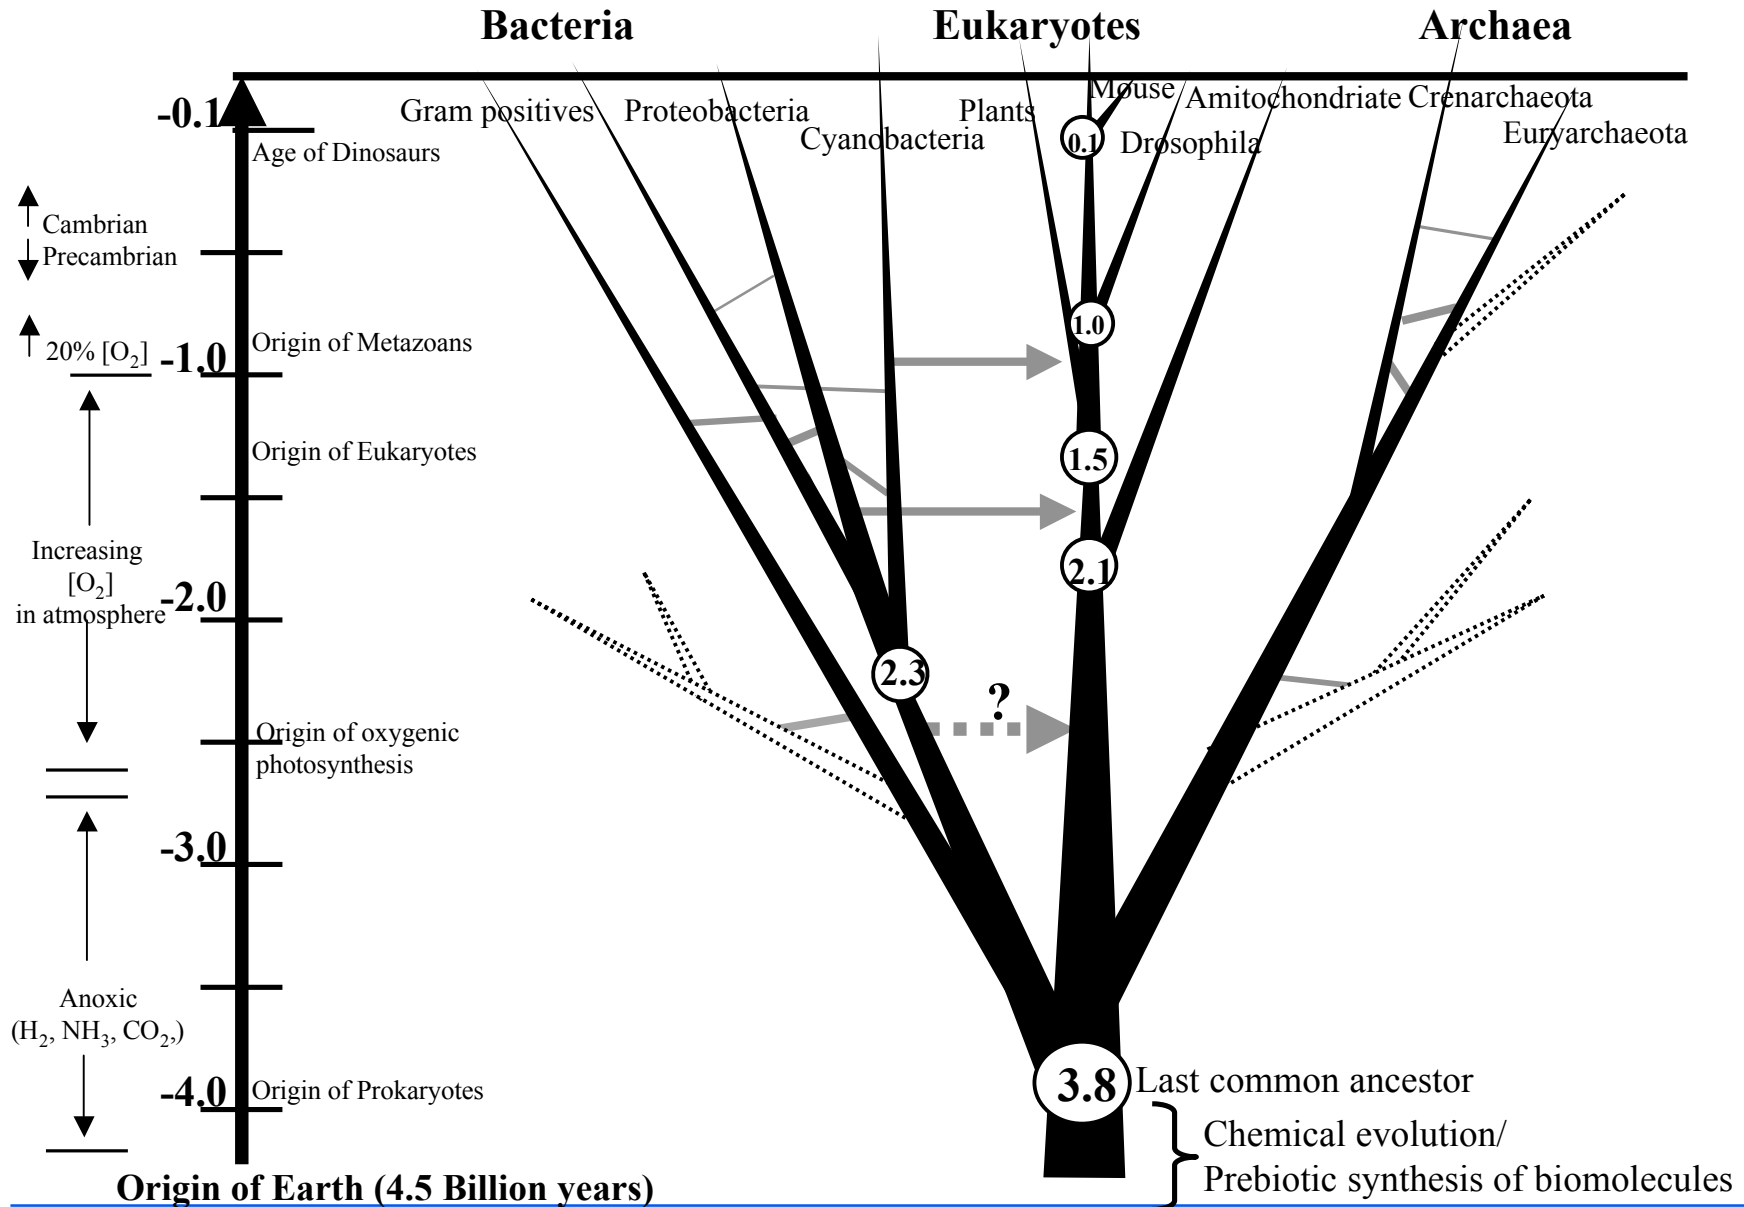 Bacteria
Eukaryotes
Archaea
Gram positives
Proteobacteria
Cyanobacteria
Plants
Mouse
Drosophila
Amitochondriate
Crenarchaeota
Euryarchaeota
-0.1
Age of Dinosaurs
Cambrian
Precambrian
20% [O2]
-1.0
Origin of Metazoans
Origin of Eukaryotes
Increasing
[O2]
in atmosphere
-2.0
Origin of oxygenic
photosynthesis
-3.0
Anoxic
(H2, NH3, CO2,)
-4.0
Origin of Prokaryotes
Origin of Earth (4.5 Billion years)
0.1
1.0
1.5
2.1
2.3
?
3.8
Last common ancestor
Chemical evolution/
Prebiotic synthesis of biomolecules